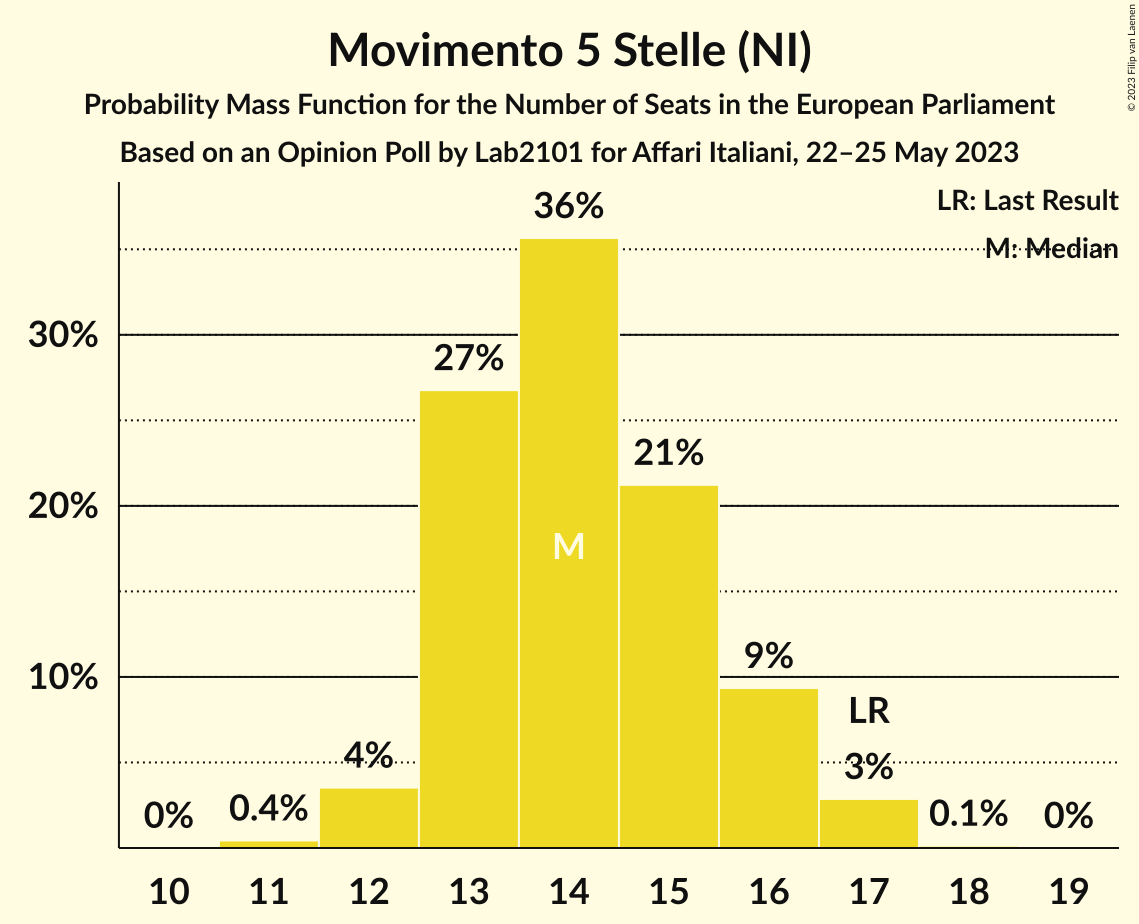 Movimento 5 Stelle (NI)
Probability Mass Function for the Number of Seats in the European Parliament
Based on an Opinion Poll by Lab2101 for Affari Italiani, 22–25 May 2023
© 2023 Filip van Laenen
LR: Last Result
M: Median
36%
30%
27%
21%
20%
M
9%
10%
LR
4%
3%
0%
0.4%
0.1%
0%
10 11 12 13 14 15 16 17 18 19